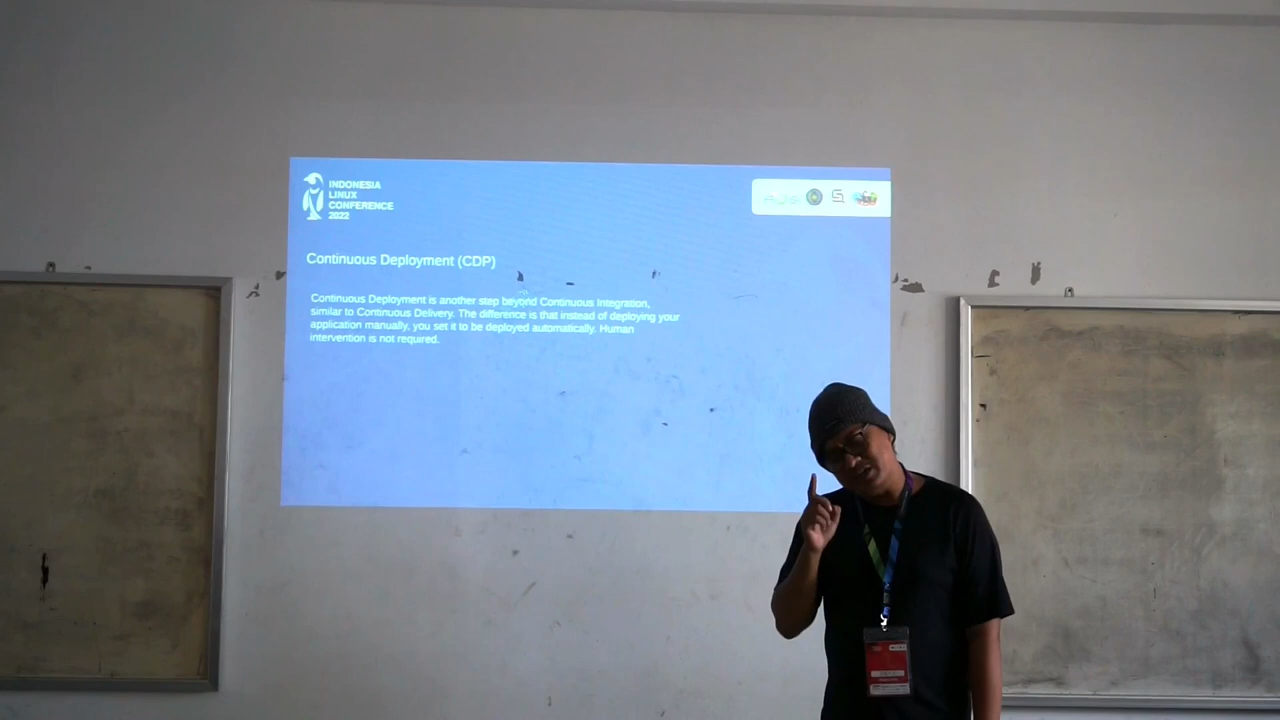 INDONESIA
LINUX
CONFERENCE
2022
Continuous Deployment (CDP)
Continuous Deployment is another step beyond Continuous Integration,
similar to Continuous Delivery. The difference is that instead of deploying your
application manually, you set it to be deployed automatically. Human
intervention is not required.